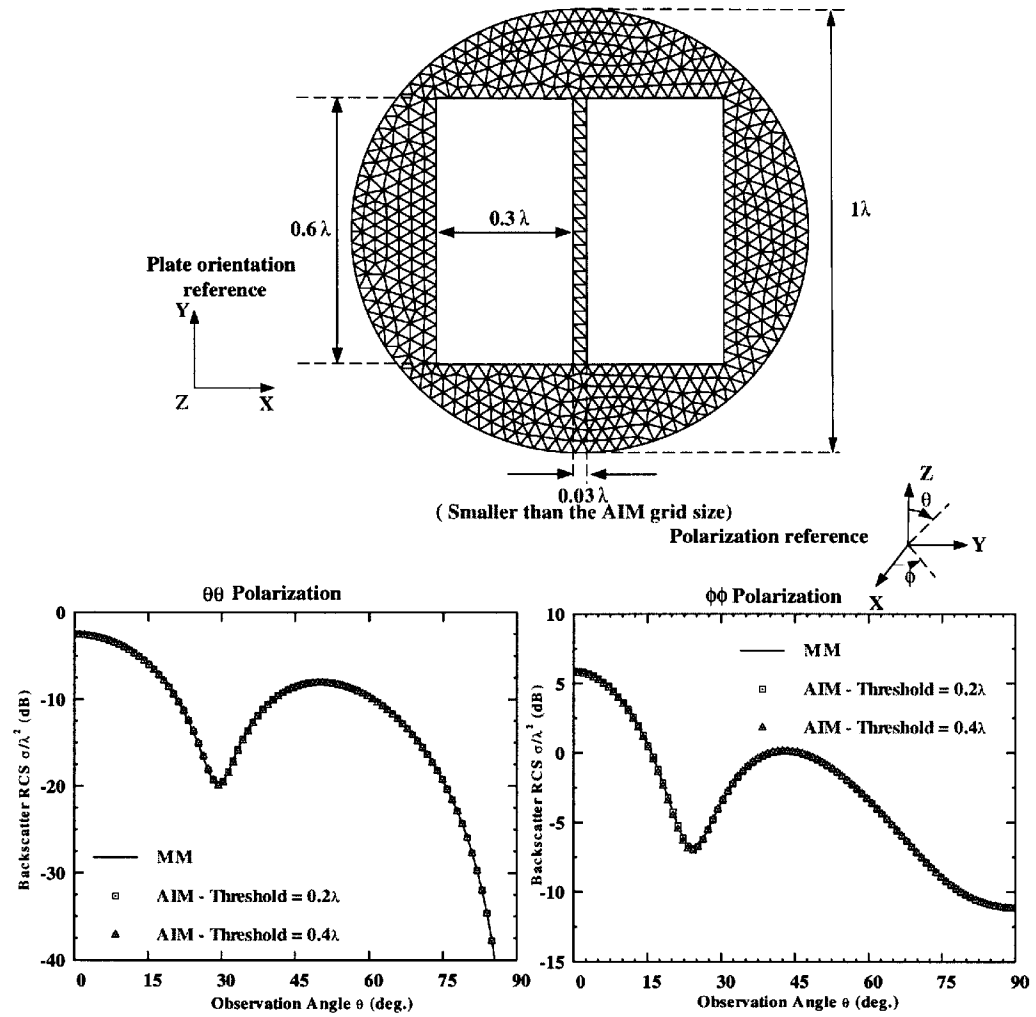 0.6 λ
0.3 λ
1λ
Plate orientation
reference
Y
Z
X
0.03 λ
( Smaller than the AIM grid size)
Polarization reference
Z
θ
Y
ϕ
X
θθ Polarization
0
-10
-20
-30
-40
Backscatter RCS σ/λ² (dB)
MM
AIM - Threshold = 0.2λ
AIM - Threshold = 0.4λ
0 15 30 45 60 75 90
Observation Angle θ (deg.)
ϕϕ Polarization
10
5
0
-5
-10
-15
Backscatter RCS σ/λ² (dB)
MM
AIM - Threshold = 0.2λ
AIM - Threshold = 0.4λ
0 15 30 45 60 75 90
Observation Angle θ (deg.)